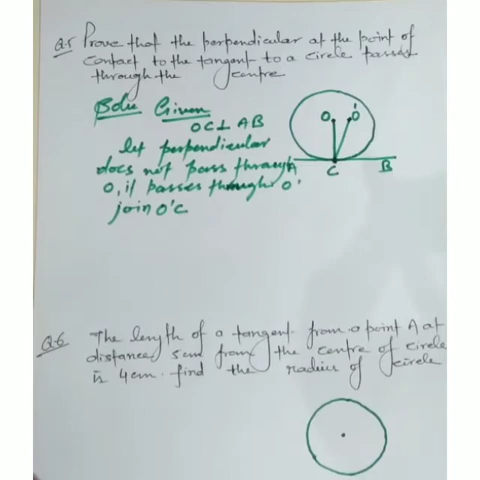 Q.5 Prove that the perpendicular at the point of
contact to the tangent to a circle passes
through the centre
Solu Given
OC⊥ AB
let perpendicular
does not pass through
O, it passes through O'
join O'C
O O'
A C B
Q.6 The length of a tangent from a point A at
distance 5cm from the centre of circle
is 4cm. find the radius of circle